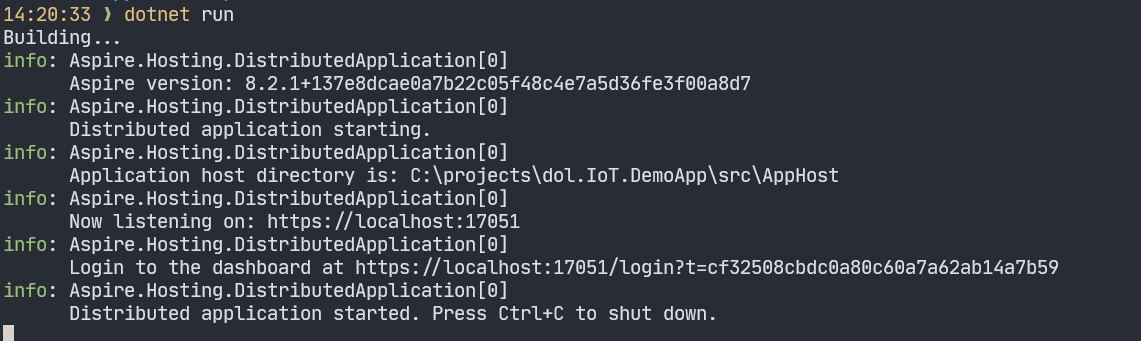 14:20:33 ❯ dotnet run
Building...
info: Aspire.Hosting.DistributedApplication[0]
      Aspire version: 8.2.1+137e8dcae0a7b22c05f48c4e7a5d36fe3f00a8d7
info: Aspire.Hosting.DistributedApplication[0]
      Distributed application starting.
info: Aspire.Hosting.DistributedApplication[0]
      Application host directory is: C:\projects\dol.IoT.DemoApp\src\AppHost
info: Aspire.Hosting.DistributedApplication[0]
      Now listening on: https://localhost:17051
info: Aspire.Hosting.DistributedApplication[0]
      Login to the dashboard at https://localhost:17051/login?t=cf32508cbdc0a80c60a7a62ab14a7b59
info: Aspire.Hosting.DistributedApplication[0]
      Distributed application started. Press Ctrl+C to shut down.